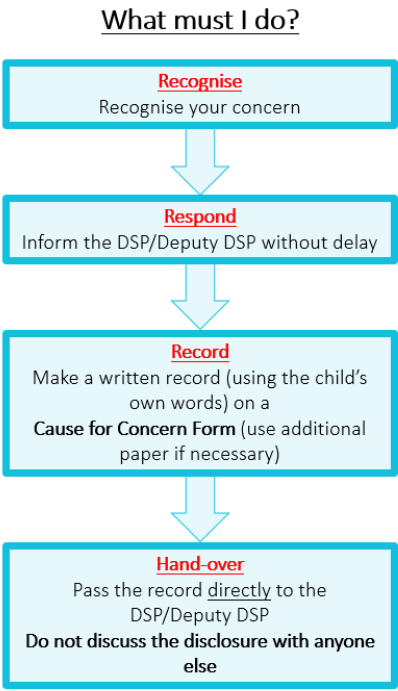 What must I do?
Recognise
Recognise your concern
Respond
Inform the DSP/Deputy DSP without delay
Record
Make a written record (using the child’s
own words) on a
Cause for Concern Form (use additional
paper if necessary)
Hand-over
Pass the record directly to the
DSP/Deputy DSP
Do not discuss the disclosure with anyone
else